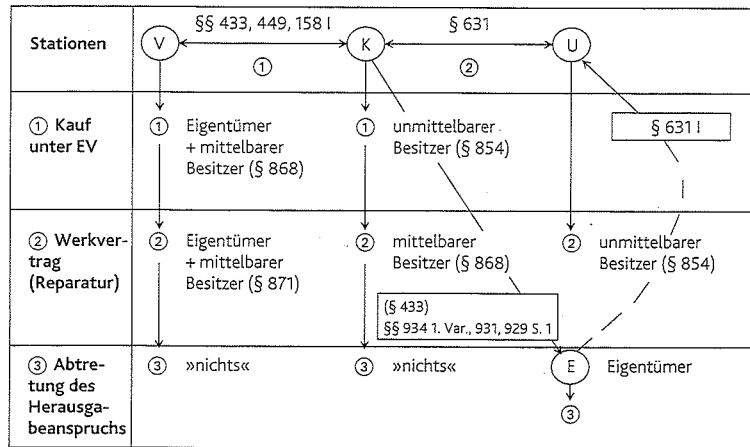 Stationen
V
§§ 433, 449, 158 I
①
K
§ 631
②
U
① Kauf
unter EV
① Eigentümer
+ mittelbarer
Besitzer (§ 868)
① unmittelbarer
Besitzer (§ 854)
§ 631 I
② Werkver-
trag
(Reparatur)
② Eigentümer
+ mittelbarer
Besitzer (§ 871)
② mittelbarer
Besitzer (§ 868)
② unmittelbarer
Besitzer (§ 854)
(§ 433)
§§ 934 1. Var., 931, 929 S. 1
③ Abtre-
tung des
Herausga-
beanspruchs
③ »nichts«
③ »nichts«
E Eigentümer
③